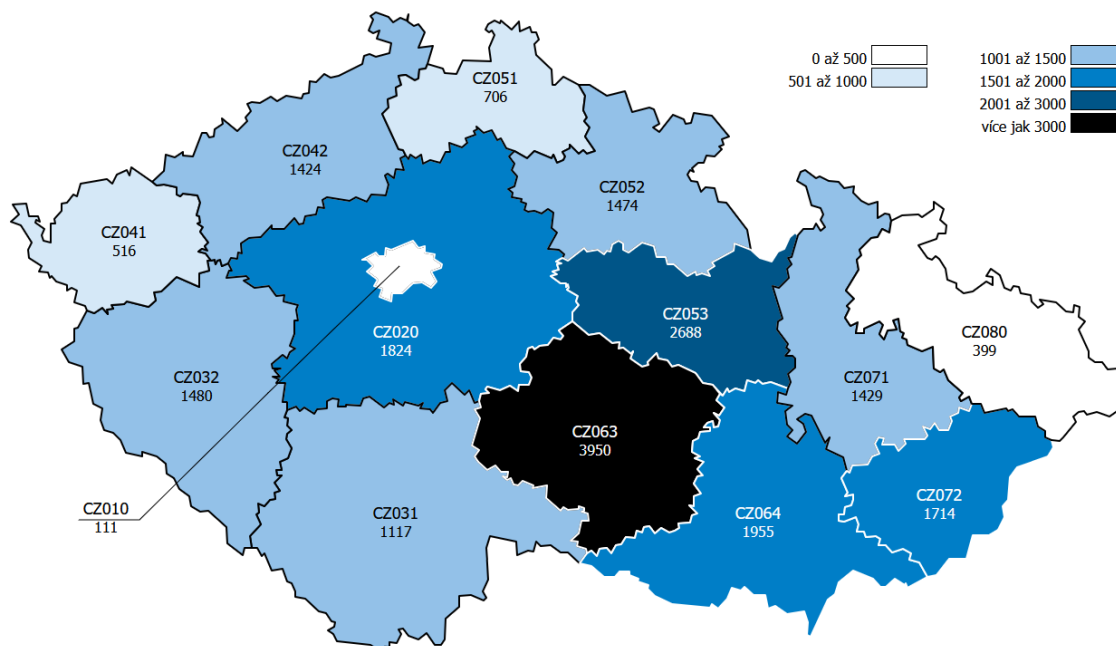 0 až 500
501 až 1000
1001 až 1500
1501 až 2000
2001 až 3000
více jak 3000
CZ051
706
CZ042
1424
CZ052
1474
CZ041
516
CZ053
2688
CZ020
1824
CZ080
399
CZ032
1480
CZ071
1429
CZ063
3950
CZ072
1714
CZ010
111
CZ031
1117
CZ064
1955